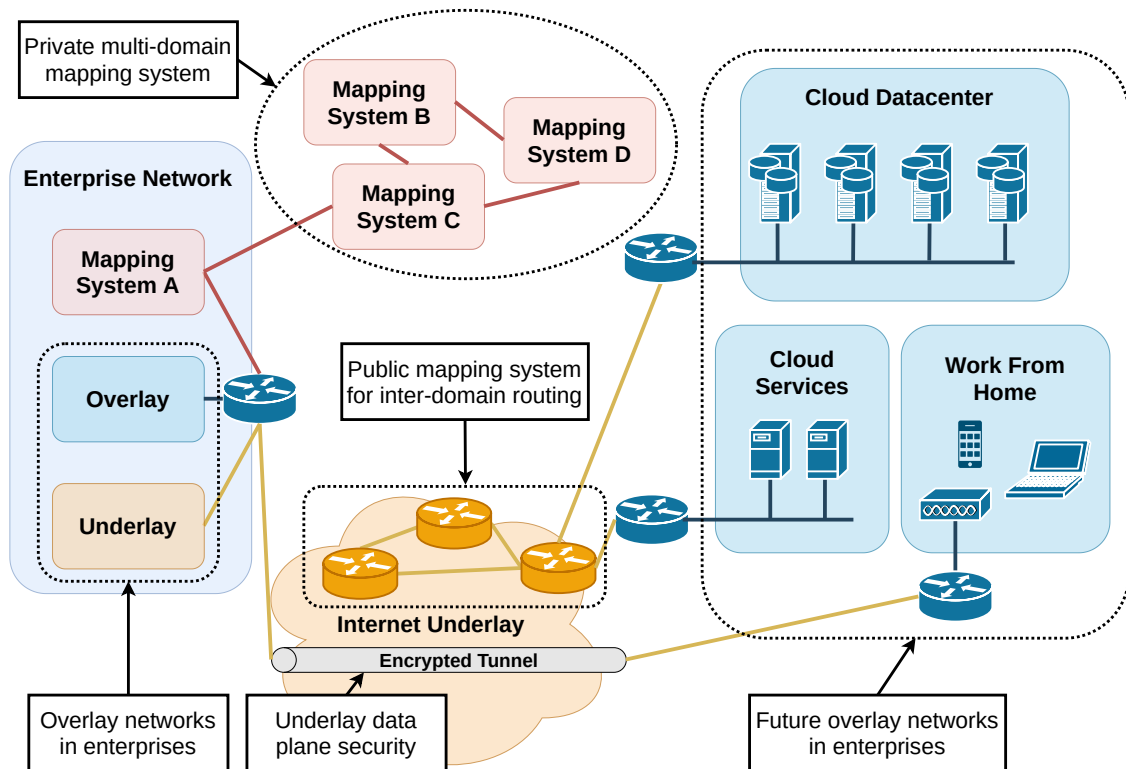 Private multi-domain
mapping system
Mapping
System B
Mapping
System D
Mapping
System C
Enterprise Network
Mapping
System A
Overlay
Underlay
Cloud Datacenter
Public mapping system
for inter-domain routing
Cloud
Services
Work From
Home
Internet Underlay
Encrypted Tunnel
Overlay networks
in enterprises
Underlay data
plane security
Future overlay networks
in enterprises